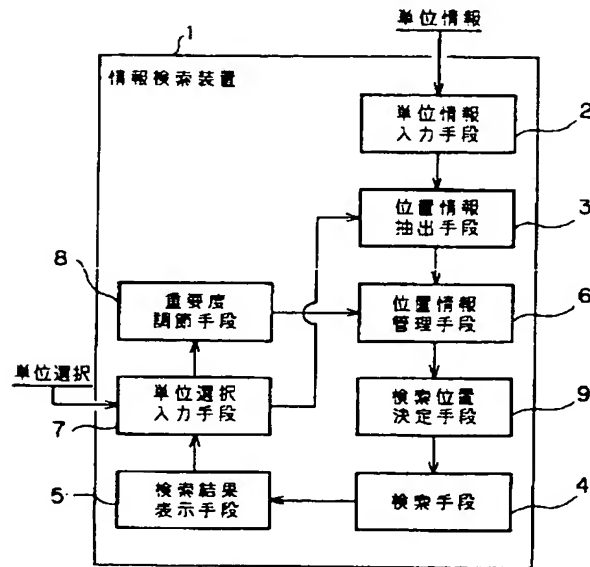 単位情報
1
情報検索装置
単位情報
入力手段
2
位置情報
抽出手段
3
8
重要度
調節手段
位置情報
管理手段
6
単位選択
単位選択
入力手段
7
検索位置
決定手段
9
検索結果
表示手段
5
検索手段
4